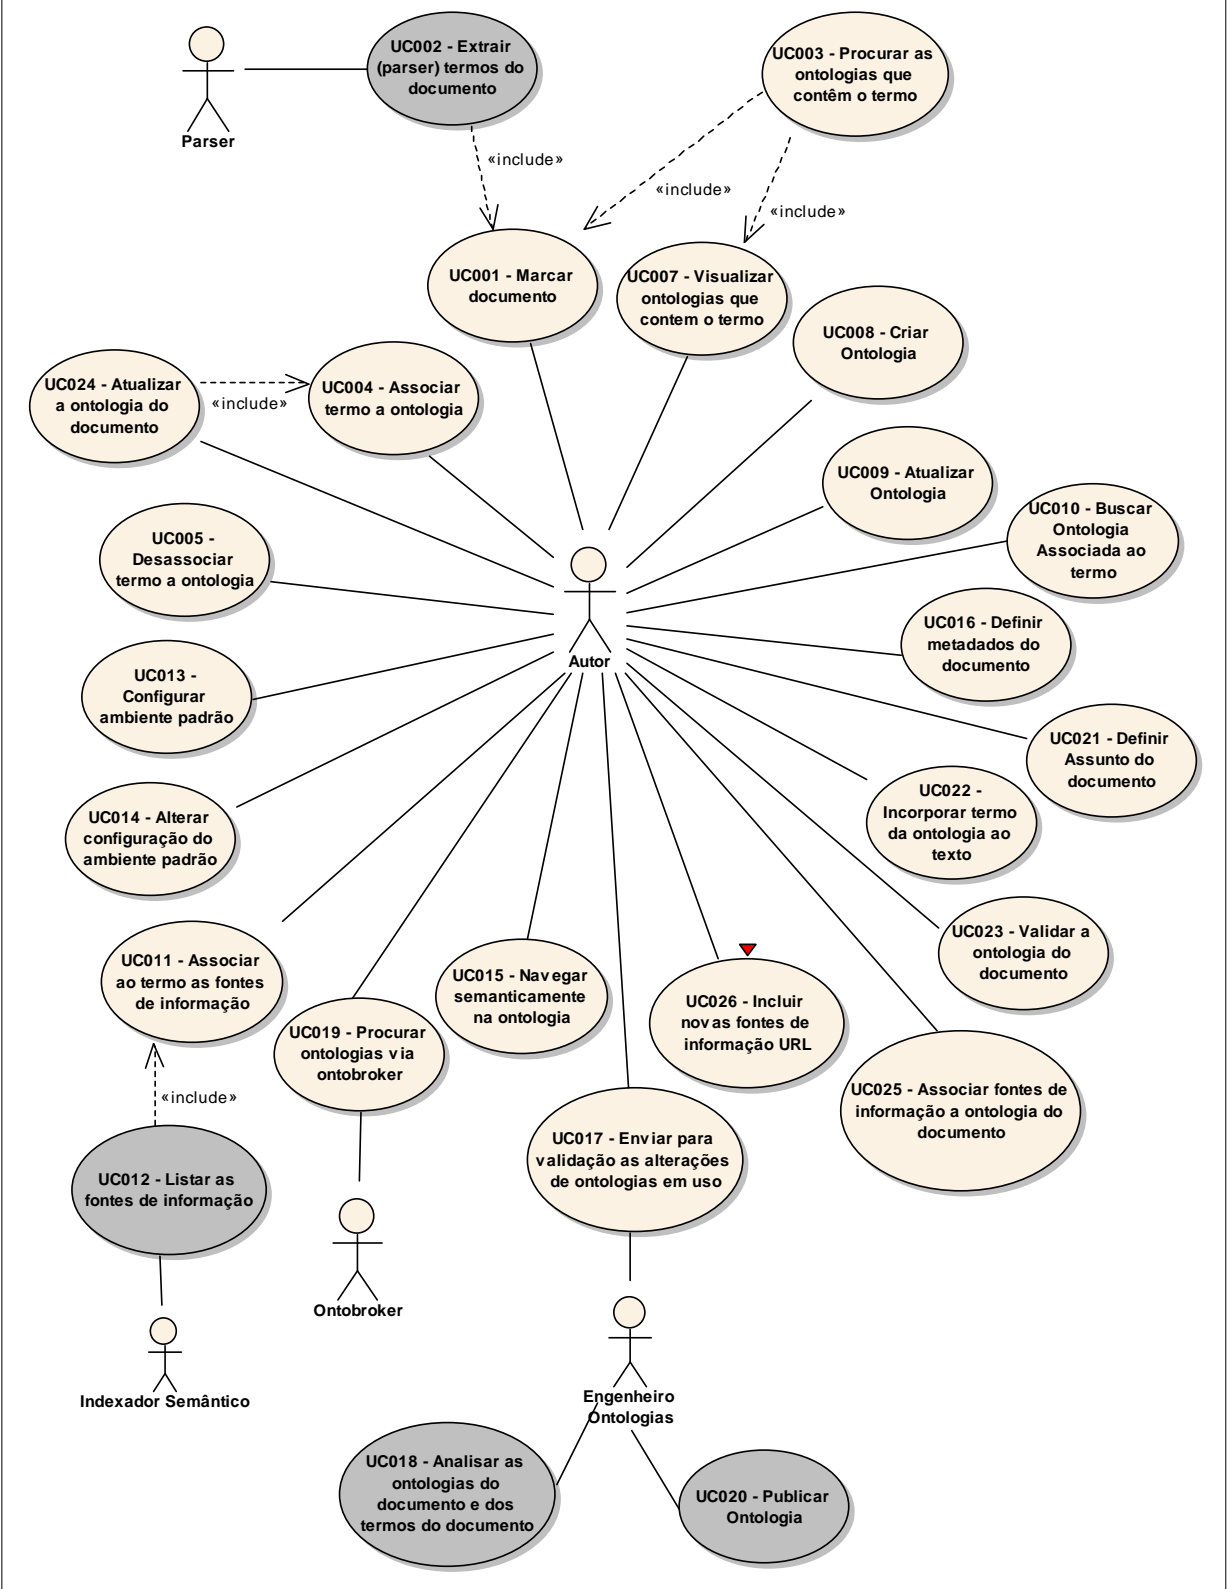 UC002 - Extrair
(parser) termos do
documento
UC003 - Procurar as
ontologias que
contêm o termo
Parser
«include»
«include»
«include»
UC001 - Marcar
documento
UC007 - Visualizar
ontologias que
contem o termo
UC008 - Criar
Ontologia
UC024 - Atualizar
a ontologia do
documento
«include»
UC004 - Associar
termo a ontologia
UC009 - Atualizar
Ontologia
UC010 - Buscar
Ontologia
Associada ao
termo
UC005 -
Desassociar
termo a ontologia
UC016 - Definir
metadados do
documento
Autor
UC013 -
Configurar
ambiente padrão
UC021 - Definir
Assunto do
documento
UC022 -
Incorporar termo
da ontologia ao
texto
UC014 - Alterar
configuração do
ambiente padrão
UC023 - Validar a
ontologia do
documento
UC011 - Associar
ao termo as fontes
de informação
UC015 - Navegar
semanticamente
na ontologia
UC026 - Incluir
novas fontes de
informação URL
UC019 - Procurar
ontologias via
ontobroker
UC025 - Associar fontes de
informação a ontologia do
documento
«include»
UC017 - Enviar para
validação as alterações
de ontologias em uso
UC012 - Listar as
fontes de informação
Ontobroker
Indexador Semântico
Engenheiro
Ontologias
UC018 - Analisar as
ontologias do
documento e dos
termos do documento
UC020 - Publicar
Ontologia